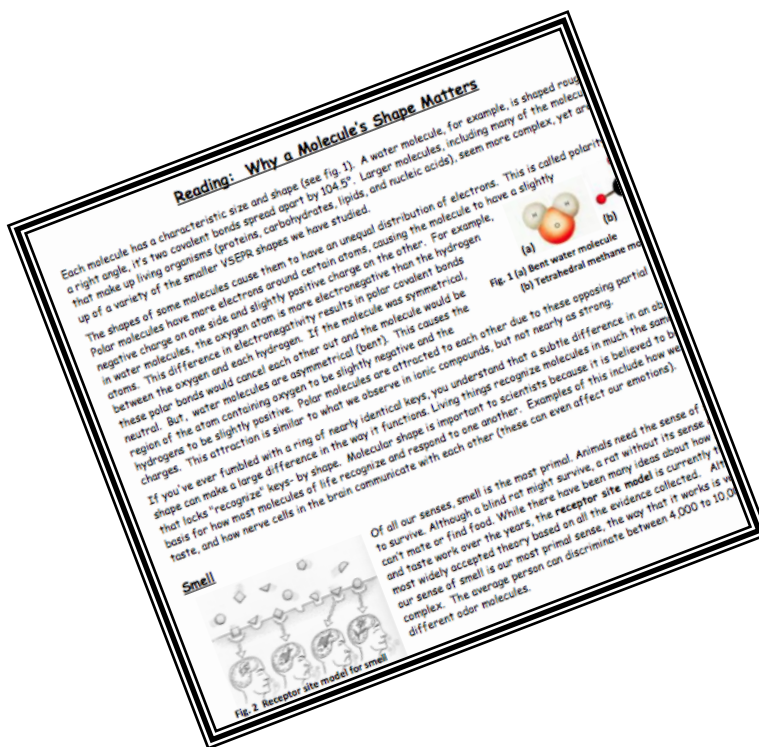 Reading: Why a Molecule's Shape Matters
Each molecule has a characteristic size and shape (see fig. 1). A water molecule, for example, is shaped
a right angle, it's two covalent bonds spread apart by 104.5°. Larger molecules, including many of the
that make up living organisms (proteins, carbohydrates, lipids, and nucleic acids), seem more complex, yet
up of a variety of the smaller VSEPR shapes we have studied.
The shapes of some molecules cause them to have an unequal distribution of electrons. This is called
Polar molecules have more electrons around certain atoms, causing the molecule to have a slightly
negative charge on one side and slightly positive charge on the other. For example,
in water molecules, the oxygen atom is more electronegative than the hydrogen
atoms. This difference in electronegativity results in polar covalent bonds
between the oxygen and each hydrogen. If the molecule was symmetrical,
these polar bonds would cancel each other out and the molecule would be
neutral. But, water molecules are asymmetrical (bent). This causes the
region of the atom containing oxygen to be slightly negative and the
hydrogens to be slightly positive. Polar molecules are attracted to each other due to these opposing partial
charges. This attraction is similar to what we observe in ionic compounds, but not nearly as strong.
H
H
O
(a)
(b)
Fig. 1 (a) Bent water molecule
(b) Tetrahedral methane
If you've ever fumbled with a ring of nearly identical keys, you understand that a subtle difference in an
shape can make a large difference in the way it functions. Living things recognize molecules in much the
that locks "recognize" keys- by shape. Molecular shape is important to scientists because it is believed to
basis for how most molecules of life recognize and respond to one another. Examples of this include how
taste, and how nerve cells in the brain communicate with each other (these can even affect our emotions).
Smell
Of all our senses, smell is the most primal. Animals need the sense of
to survive. Although a blind rat might survive, a rat without its sense
can't mate or find food. While there have been many ideas about how
and taste work over the years, the receptor site model is currently
most widely accepted theory based on all the evidence collected.
our sense of smell is our most primal sense, the way that it works is
complex. The average person can discriminate between 4,000 to
different odor molecules.
Fig. 2 Receptor site model for smell